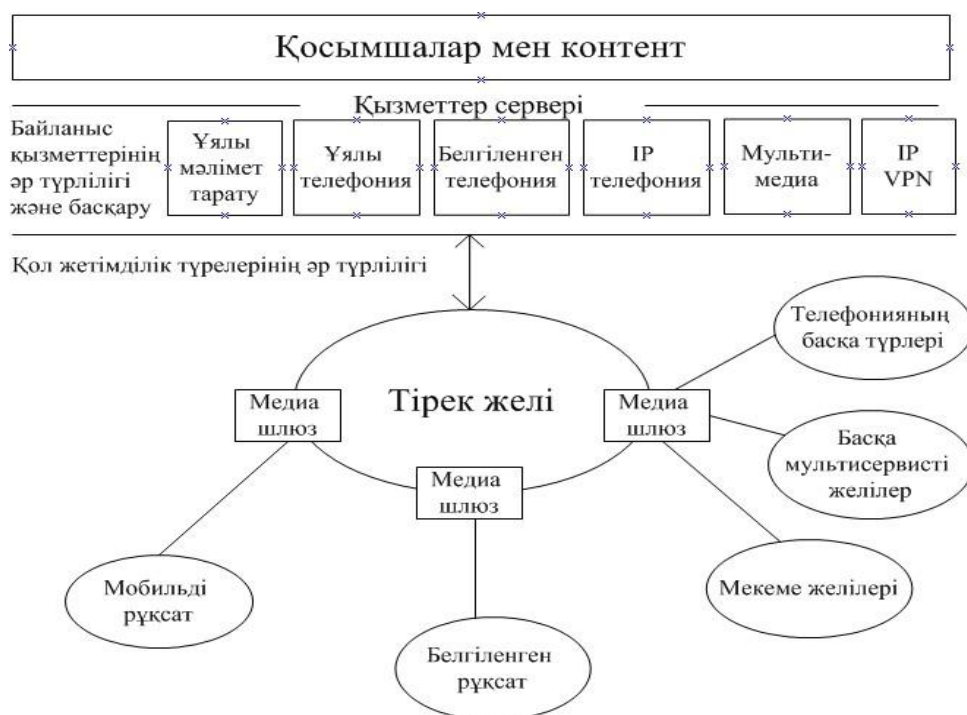 Қосымшалар мен контент
Қызметтер сервері
Байланыс
қызметтерінің
әр түрлілігі
және басқару
Ұялы
мәлімет
тарату
Ұялы
телефония
Белгіленген
телефония
IP
телефония
Мульти-
медиа
IP
VPN
Қол жетімділік түрелерінің әр түрлілігі
Телефонияның
басқа түрлері
Тірек желі
Медиа
шлюз
Медиа
шлюз
Басқа
мультисервисті
желілер
Медиа
шлюз
Мобильді
рұқсат
Мекеме желілері
Белгіленген
рұқсат